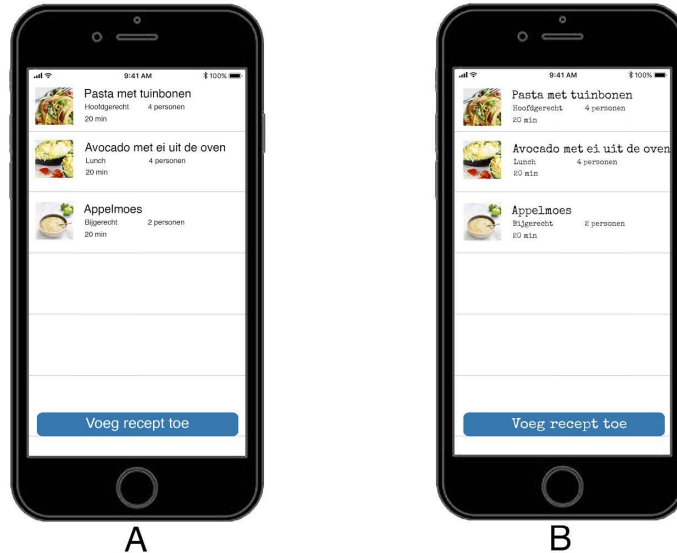 9:41 AM 100%
Pasta met tuinbonen
Hoofdgerecht 4 personen
20 min
Avocado met ei uit de oven
Lunch 4 personen
20 min
Appelmoes
Bijgerecht 2 personen
20 min
Voeg recept toe
A
9:41 AM 100%
Pasta met tuinbonen
Hoofdgerecht 4 personen
20 min
Avocado met ei uit de oven
Lunch 4 personen
20 min
Appelmoes
Bijgerecht 2 personen
20 min
Voeg recept toe
B